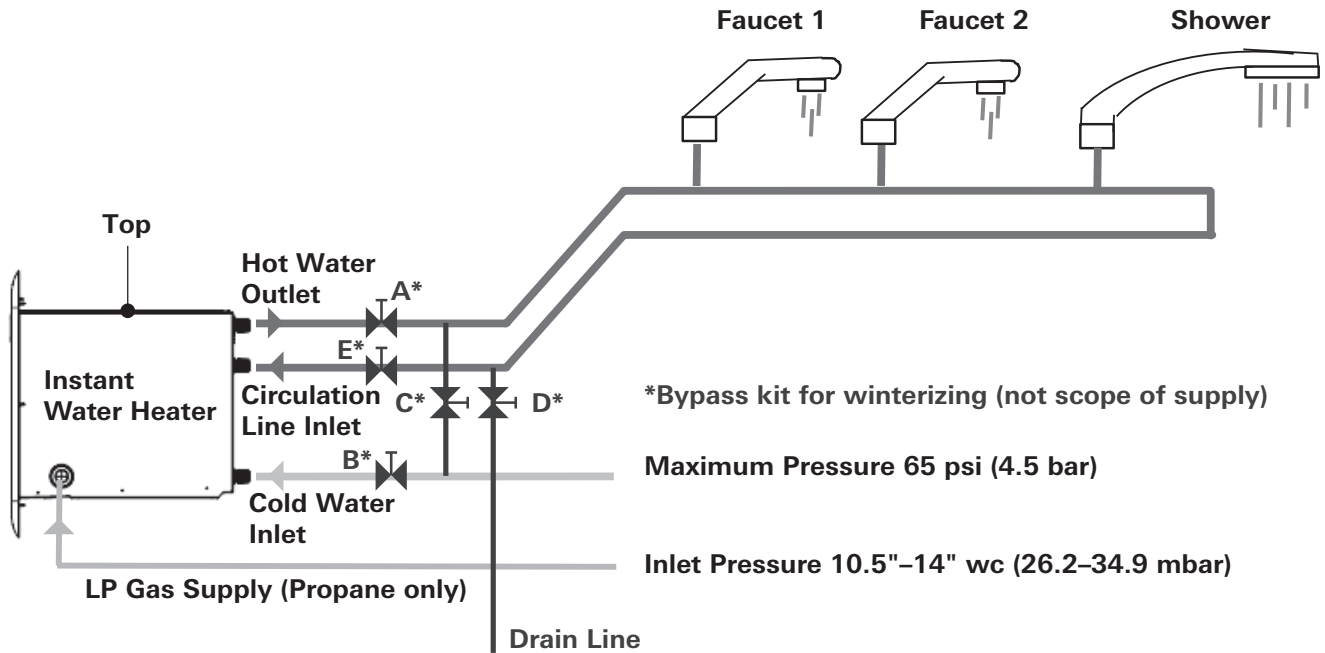 Faucet 1
Faucet 2
Shower
Top
Hot Water
Outlet
A*
E*
Instant
Water Heater
Circulation
Line Inlet
C*
D*
*Bypass kit for winterizing (not scope of supply)
B*
Maximum Pressure 65 psi (4.5 bar)
Cold Water
Inlet
Inlet Pressure 10.5"–14" wc (26.2–34.9 mbar)
LP Gas Supply (Propane only)
Drain Line